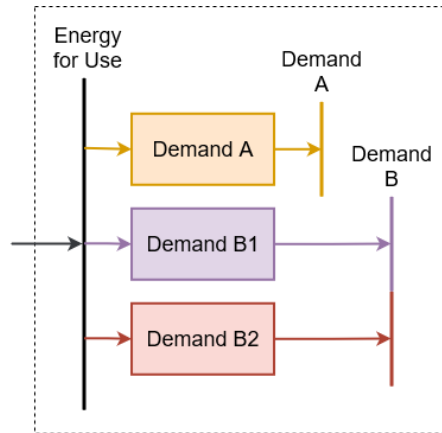 Energy
for Use
Demand
A
Demand A
Demand
B
Demand B1
Demand B2